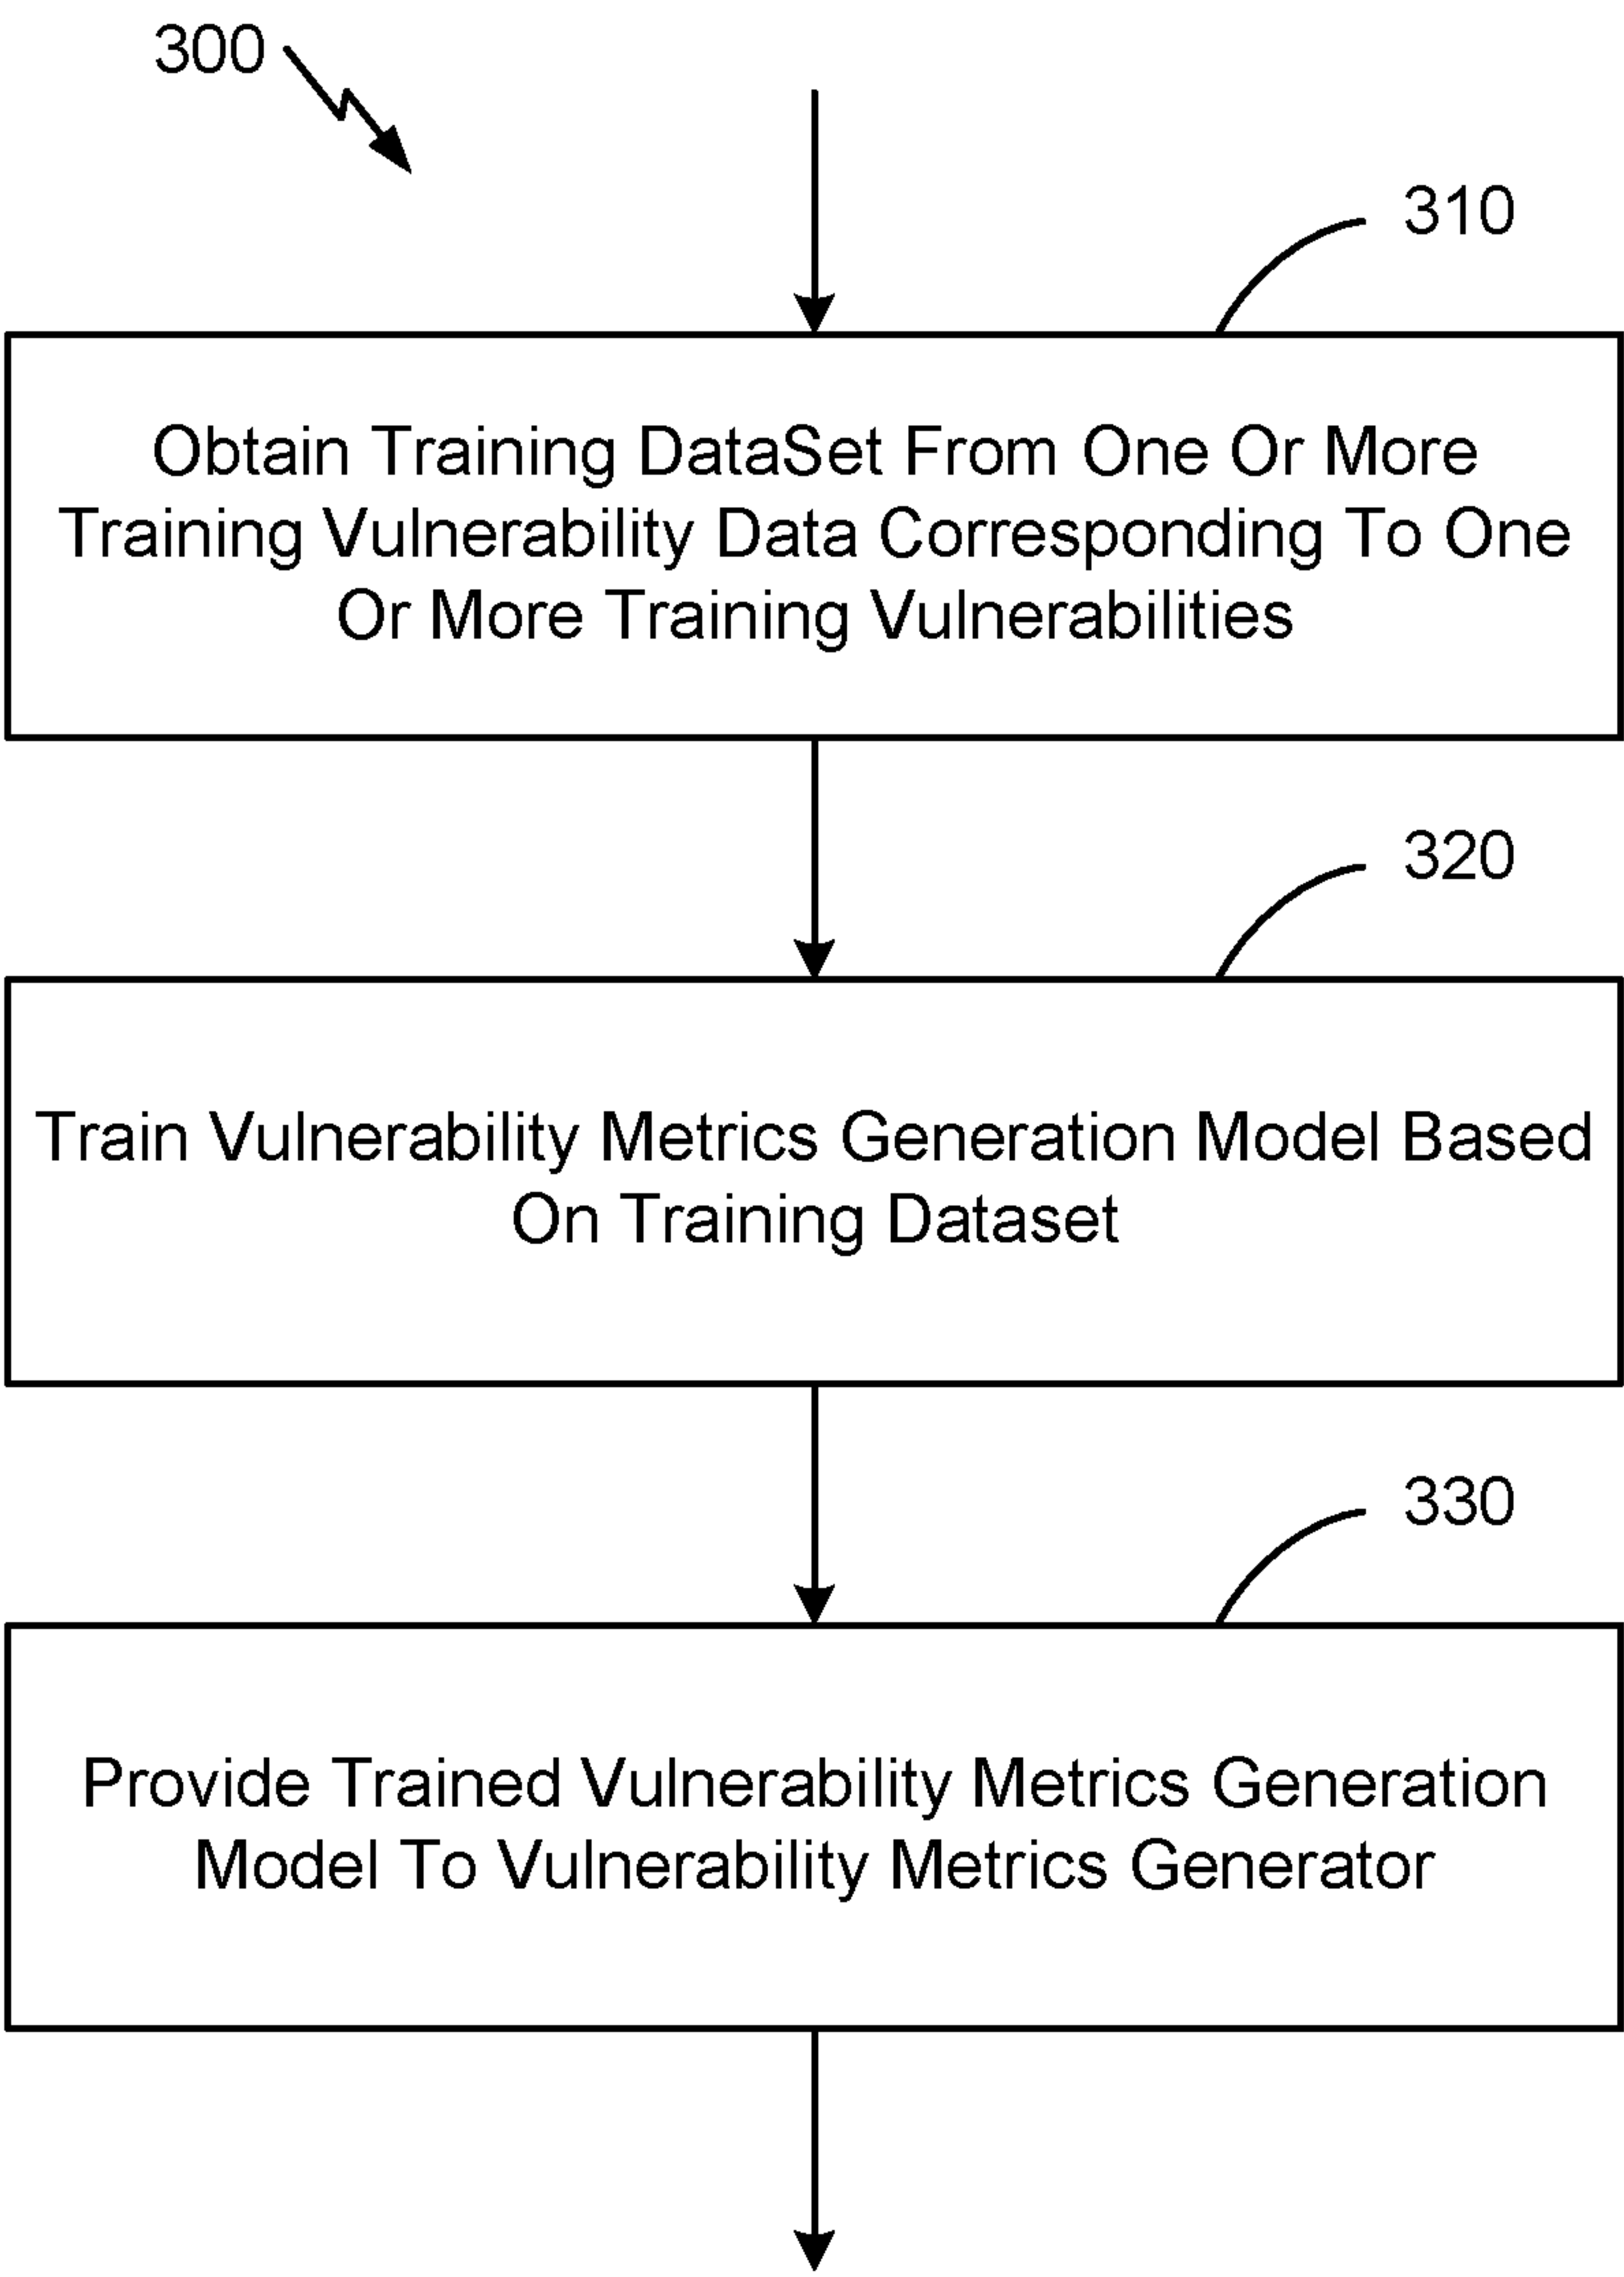 300
310
Obtain Training DataSet From One Or More
Training Vulnerability Data Corresponding To One
Or More Training Vulnerabilities
320
Train Vulnerability Metrics Generation Model Based
On Training Dataset
330
Provide Trained Vulnerability Metrics Generation
Model To Vulnerability Metrics Generator